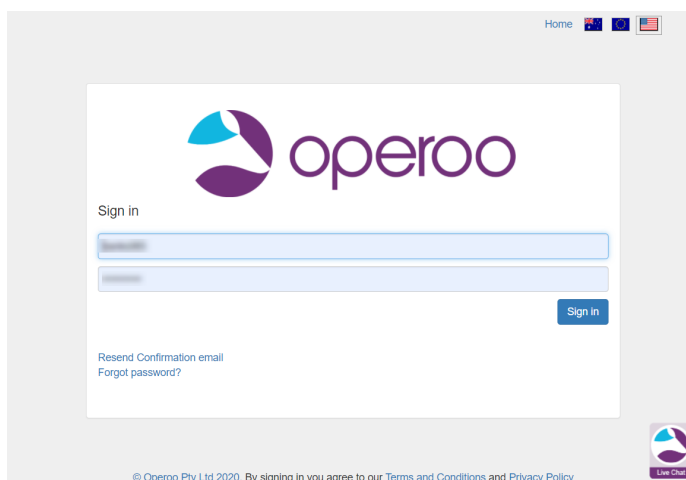 Home
operoo
Sign in
Sign in
Resend Confirmation email
Forgot password?
Live Chat
© Operoo Pty Ltd 2020. By signing in you agree to our Terms and Conditions and Privacy Policy